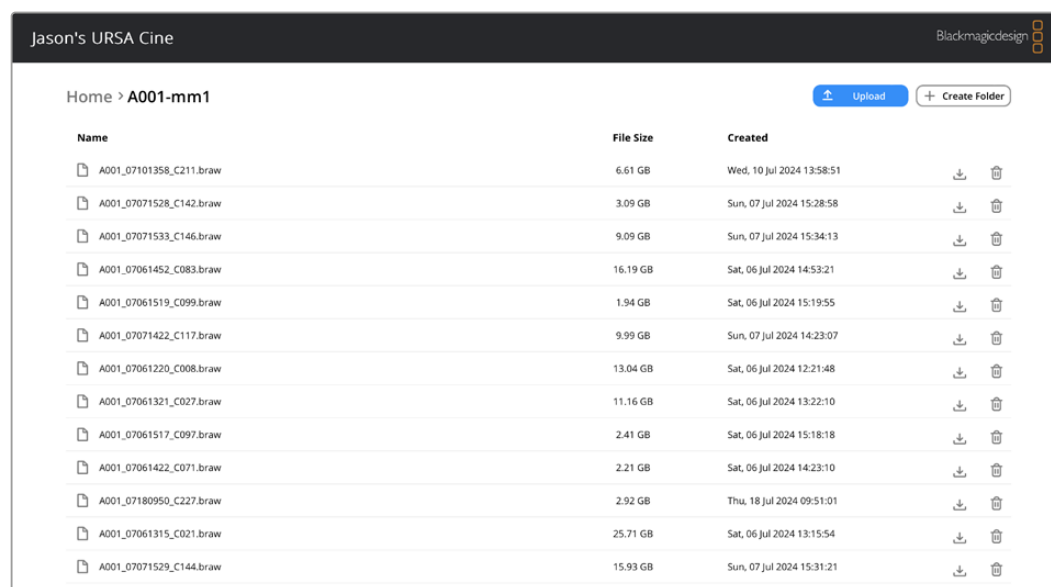 Jason's URSA Cine
Blackmagicdesign
Home > A001-mm1
Upload
+ Create Folder
Name File Size Created
A001_07101358_C211.braw 6.61 GB Wed, 10 Jul 2024 13:58:51
A001_07071528_C142.braw 3.09 GB Sun, 07 Jul 2024 15:28:58
A001_07071533_C146.braw 9.09 GB Sun, 07 Jul 2024 15:34:13
A001_07061452_C083.braw 16.19 GB Sat, 06 Jul 2024 14:53:21
A001_07061519_C099.braw 1.94 GB Sat, 06 Jul 2024 15:19:55
A001_07071422_C117.braw 9.99 GB Sun, 07 Jul 2024 14:23:07
A001_07061220_C008.braw 13.04 GB Sat, 06 Jul 2024 12:21:48
A001_07061321_C027.braw 11.16 GB Sat, 06 Jul 2024 13:22:10
A001_07061517_C097.braw 2.41 GB Sat, 06 Jul 2024 15:18:18
A001_07061422_C071.braw 2.21 GB Sat, 06 Jul 2024 14:23:10
A001_07180950_C227.braw 2.92 GB Thu, 18 Jul 2024 09:51:01
A001_07061315_C021.braw 25.71 GB Sat, 06 Jul 2024 13:15:54
A001_07071529_C144.braw 15.93 GB Sun, 07 Jul 2024 15:31:21